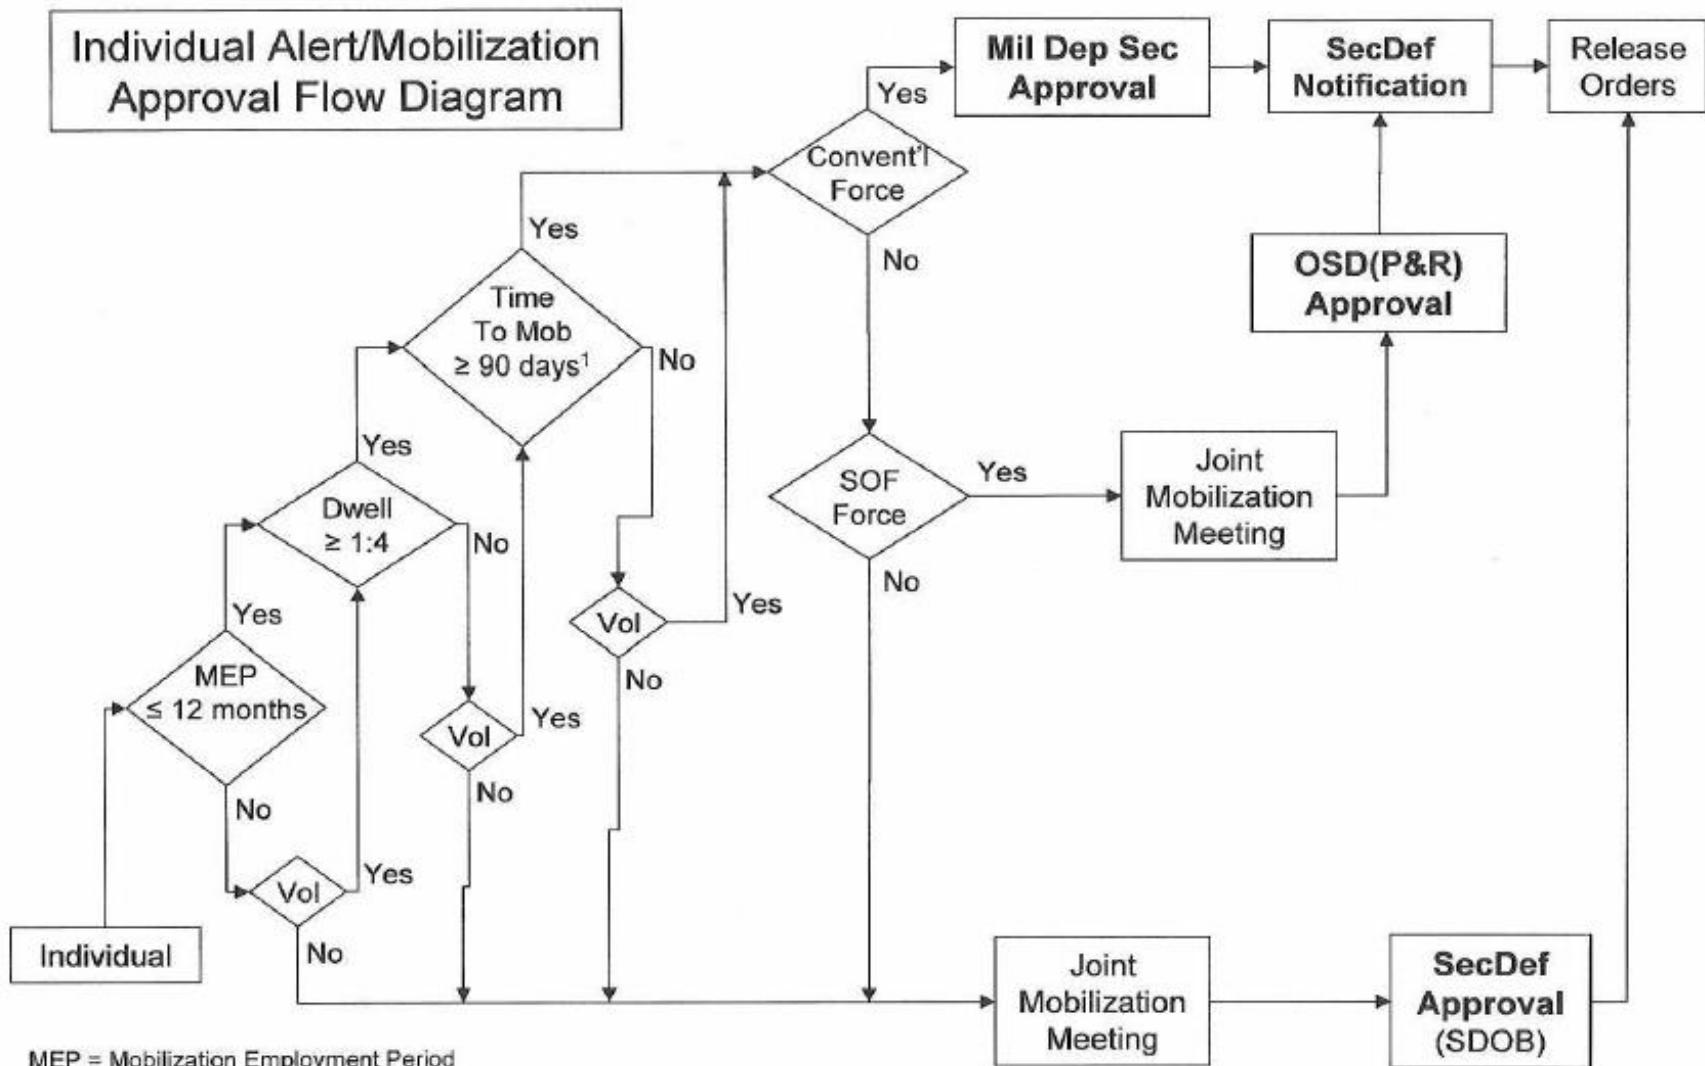 Individual Alert/Mobilization
Approval Flow Diagram
Mil Dep Sec
Approval
SecDef
Notification
Release
Orders
Yes
Convent'l
Force
No
OSD(P&R)
Approval
Yes
Time
To Mob
≥ 90 days¹
No
Yes
Dwell
≥ 1:4
No
SOF
Force
Yes
No
Joint
Mobilization
Meeting
Yes
MEP
≤ 12 months
No
Vol
Yes
No
Vol
Yes
No
Vol
Yes
No
Individual
Joint
Mobilization
Meeting
SecDef
Approval
(SDOB)
MEP = Mobilization Employment Period